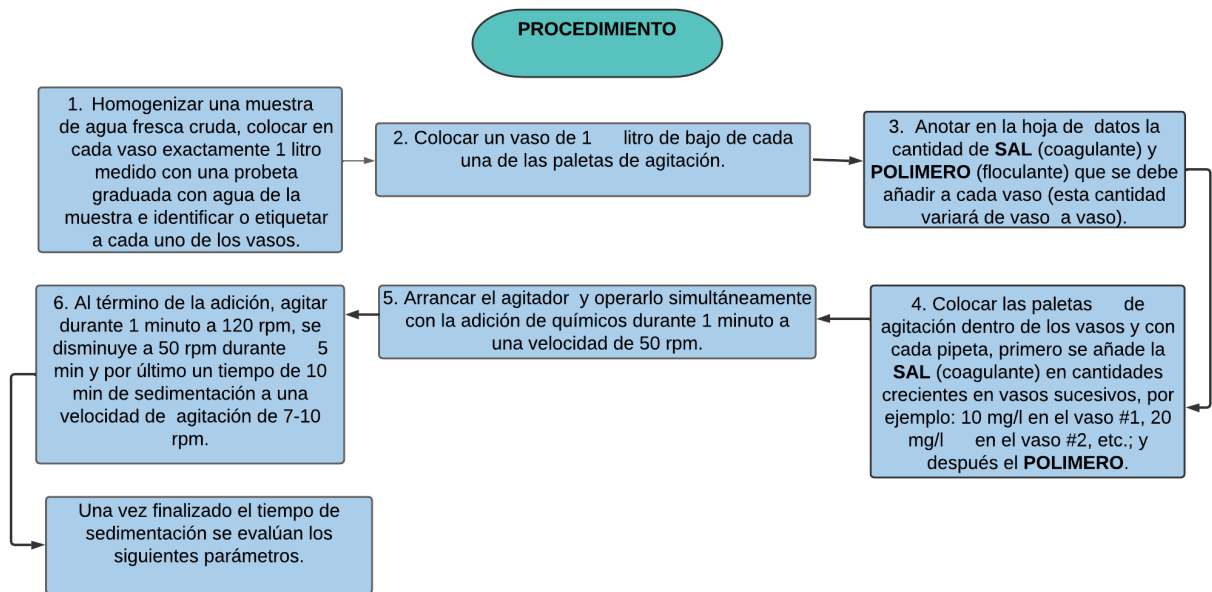 PROCEDIMIENTO
1. Homogenizar una muestra
de agua fresca cruda, colocar en
cada vaso exactamente 1 litro
medido con una probeta
graduada con agua de la
muestra e identificar o etiquetar
a cada uno de los vasos.
2. Colocar un vaso de 1 litro de bajo de cada
una de las paletas de agitación.
3. Anotar en la hoja de datos la
cantidad de SAL (coagulante) y
POLIMERO (floculante) que se debe
añadir a cada vaso (esta cantidad
variará de vaso a vaso).
4. Colocar las paletas de
agitación dentro de los vasos y con
cada pipeta, primero se añade la
SAL (coagulante) en cantidades
crecientes en vasos sucesivos, por
ejemplo: 10 mg/l en el vaso #1, 20
mg/l en el vaso #2, etc.; y
después el POLIMERO.
5. Arrancar el agitador y operarlo simultáneamente
con la adición de químicos durante 1 minuto a
una velocidad de 50 rpm.
6. Al término de la adición, agitar
durante 1 minuto a 120 rpm, se
disminuye a 50 rpm durante 5
min y por último un tiempo de 10
min de sedimentación a una
velocidad de agitación de 7-10
rpm.
Una vez finalizado el tiempo de
sedimentación se evalúan los
siguientes parámetros.